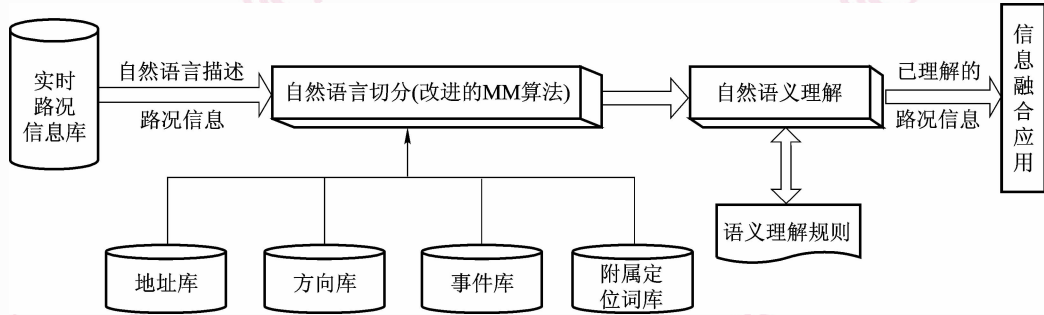 实时
路况
信息库
自然语言描述
路况信息
自然语言切分(改进的MM算法)
自然语义理解
已理解的
路况信息
信息融合应用
语义理解规则
地址库
方向库
事件库
附属定
位词库